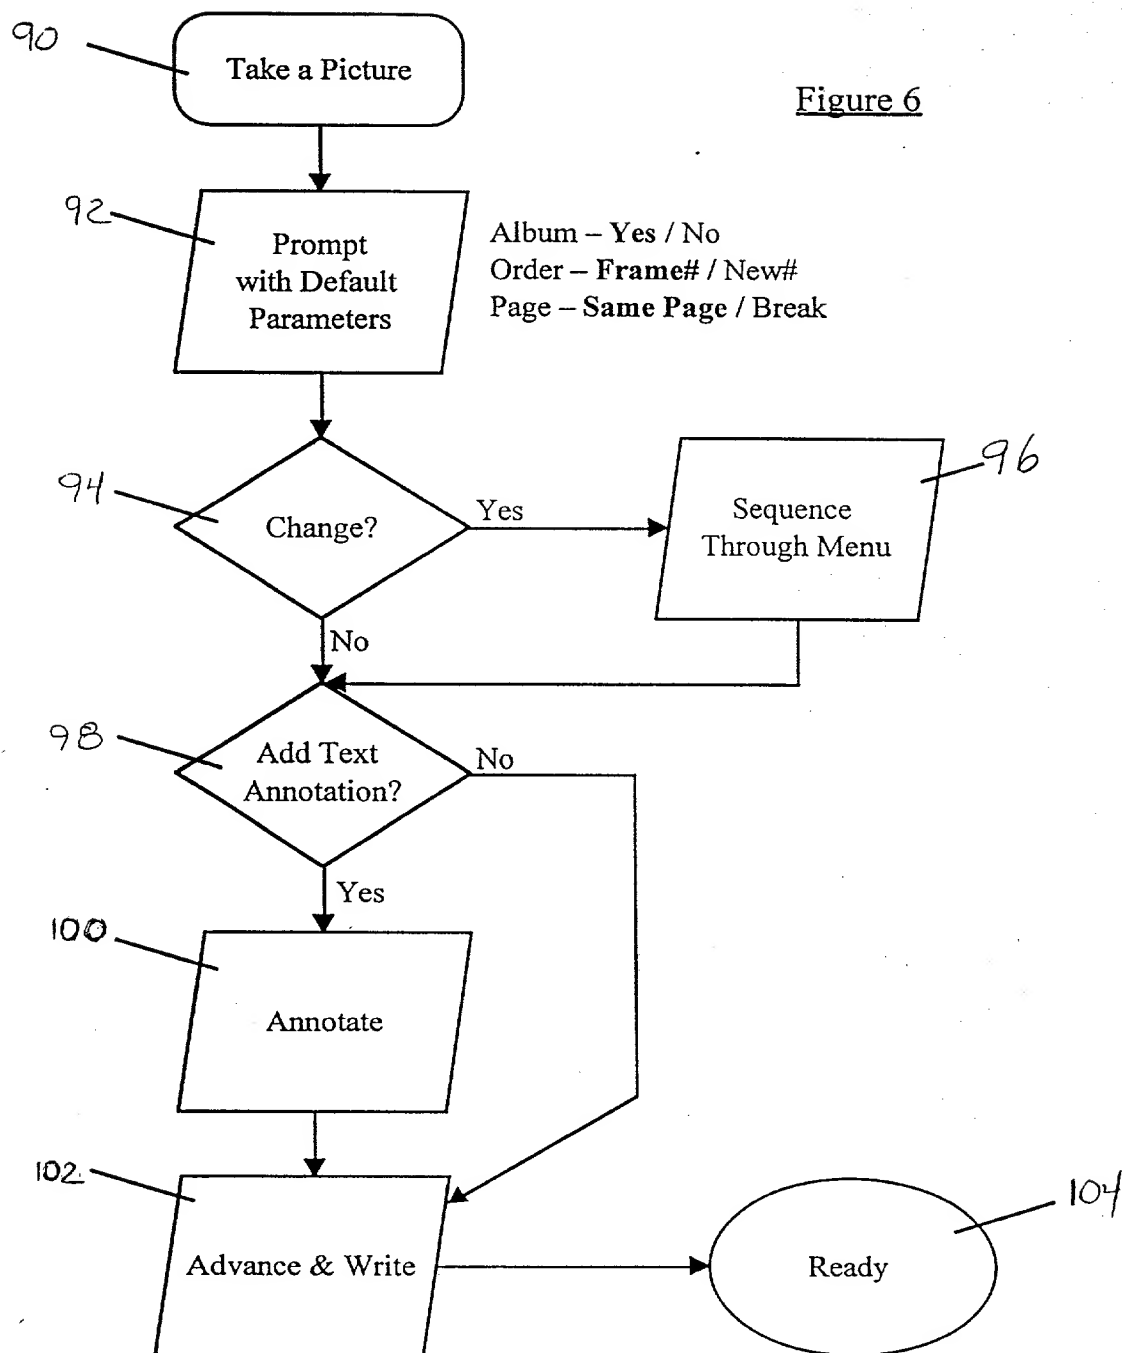 90
Take a Picture
Figure 6
92
Prompt
with Default
Parameters
Album – Yes / No
Order – Frame# / New#
Page – Same Page / Break
94
Change?
Yes
96
Sequence
Through Menu
No
98
Add Text
Annotation?
No
Yes
100
Annotate
102
Advance & Write
104
Ready